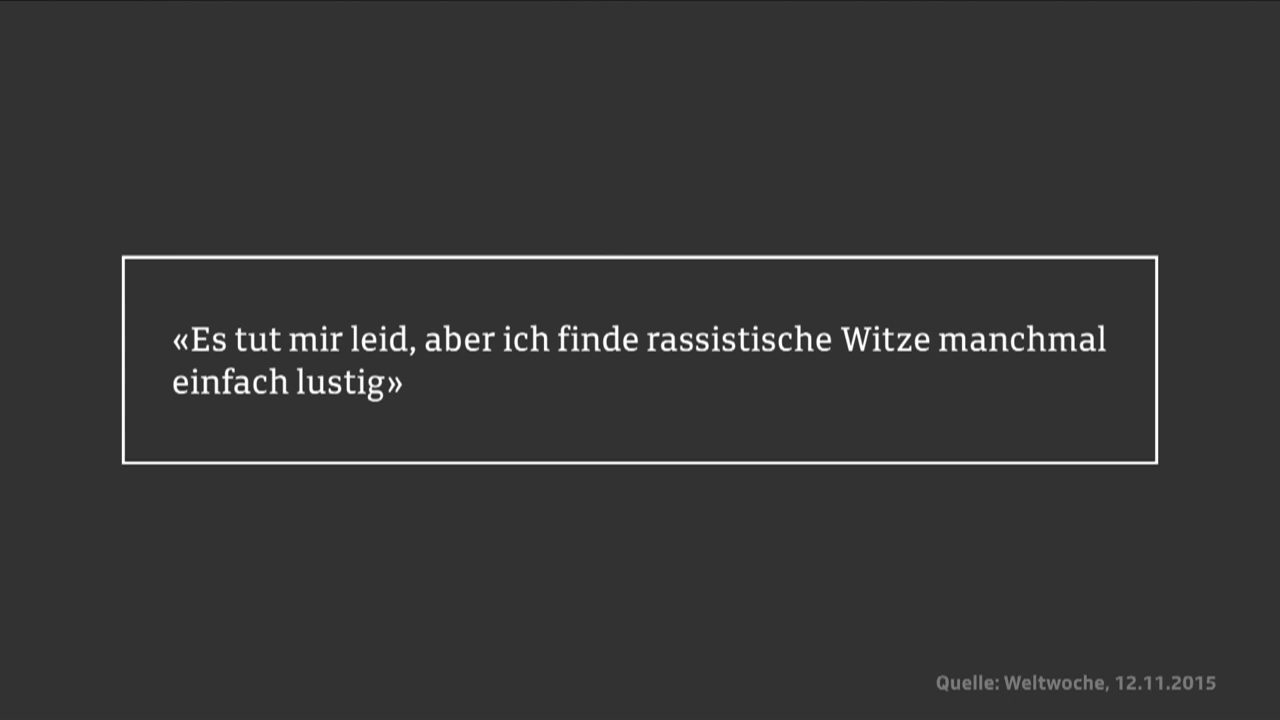 «Es tut mir leid, aber ich finde rassistische Witze manchmal
einfach lustig»
Quelle: Weltwoche, 12.11.2015